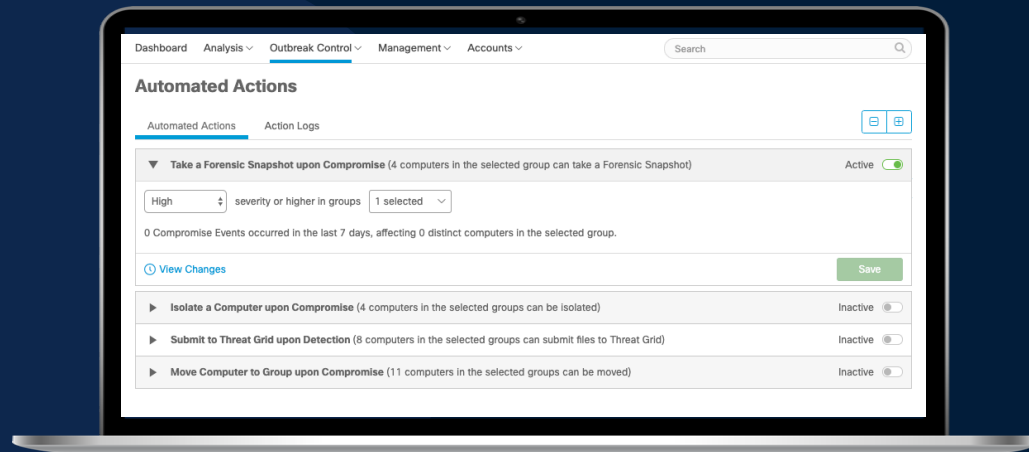 Dashboard Analysis Outbreak Control Management Accounts Search
Automated Actions
Automated Actions Action Logs
Take a Forensic Snapshot upon Compromise (4 computers in the selected group can take a Forensic Snapshot) Active
High severity or higher in groups 1 selected
0 Compromise Events occurred in the last 7 days, affecting 0 distinct computers in the selected group.
View Changes Save
Isolate a Computer upon Compromise (4 computers in the selected groups can be isolated) Inactive
Submit to Threat Grid upon Detection (8 computers in the selected groups can submit files to Threat Grid) Inactive
Move Computer to Group upon Compromise (11 computers in the selected groups can be moved) Inactive